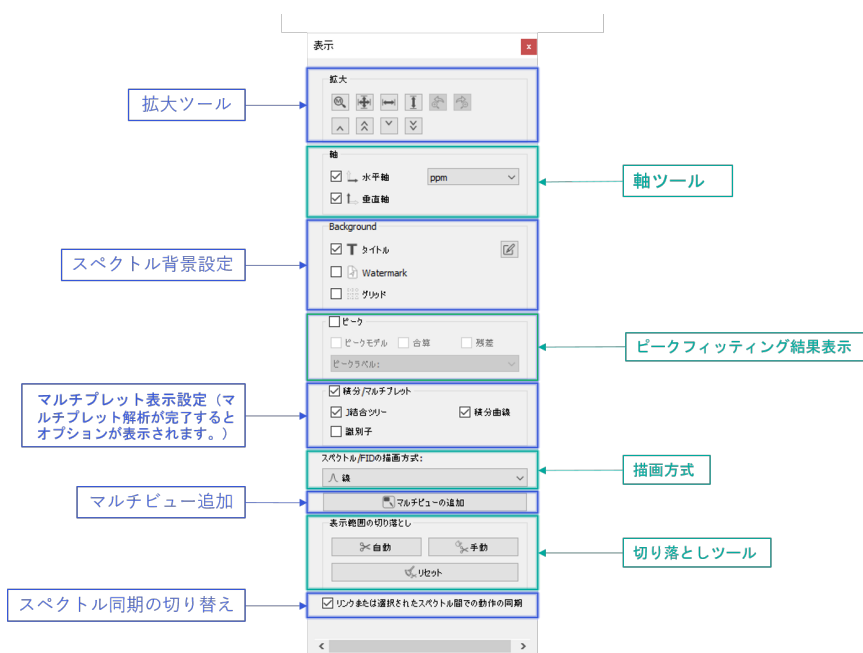 表示
x
拡大
拡大ツール
軸
水平軸 ppm
垂直軸
軸ツール
Background
タイトル
Watermark
グリッド
スペクトル背景設定
ピーク
ピークモデル 合算 残差
ピークラベル:
ピークフィッティング結果表示
積分/マルチプレット
J結合ツリー 積分曲線
識別子
マルチプレット表示設定（マ
ルチプレット解析が完了すると
オプションが表示されます。）
スペクトル/FIDの描画方式:
線
描画方式
マルチビューの追加
マルチビュー追加
表示範囲の切り落とし
自動 手動
リセット
切り落としツール
リンクまたは選択されたスペクトル間での動作の同期
スペクトル同期の切り替え